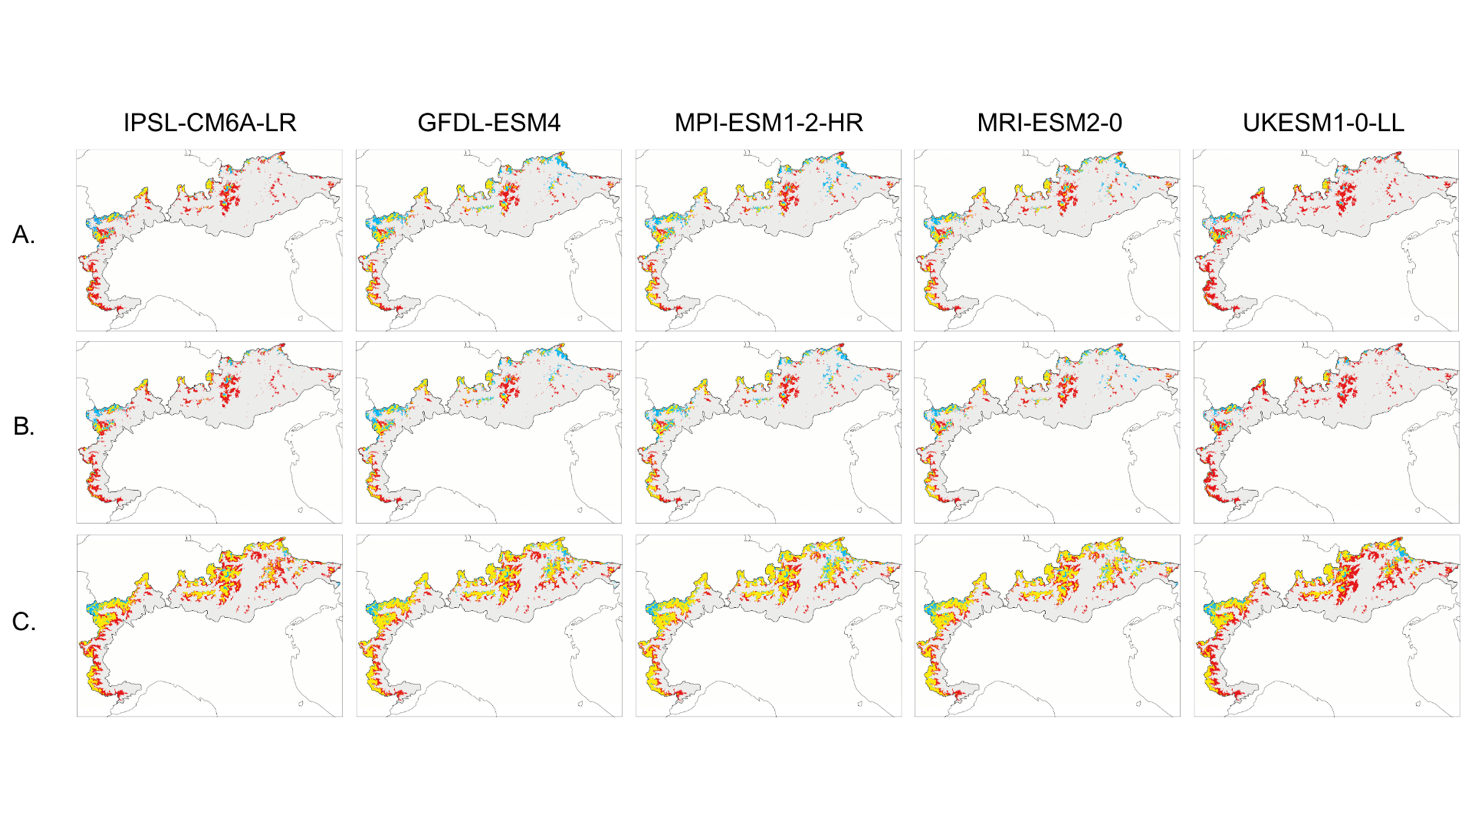 IPSL-CM6A-LR GFDL-ESM4 MPI-ESM1-2-HR MRI-ESM2-0 UKESM1-0-LL
A.
B.
C.